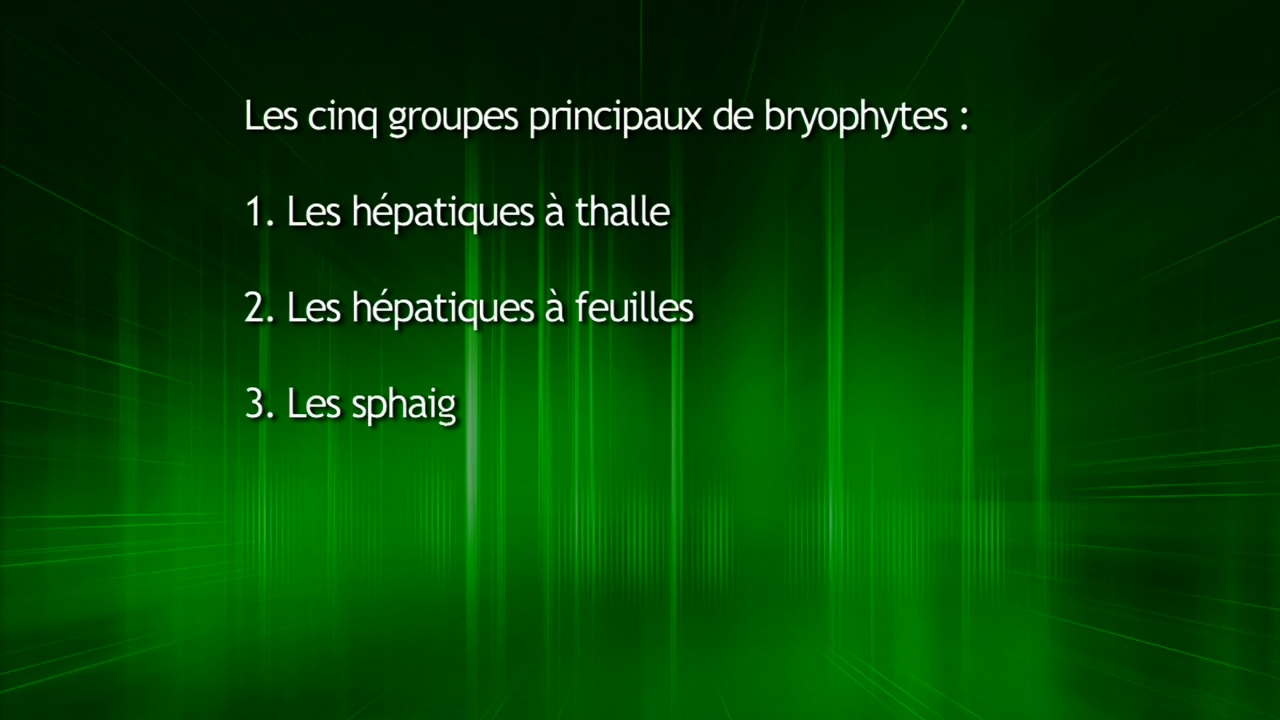 Les cinq groupes principaux de bryophytes :
1. Les hépatiques à thalle
2. Les hépatiques à feuilles
3. Les sphaig